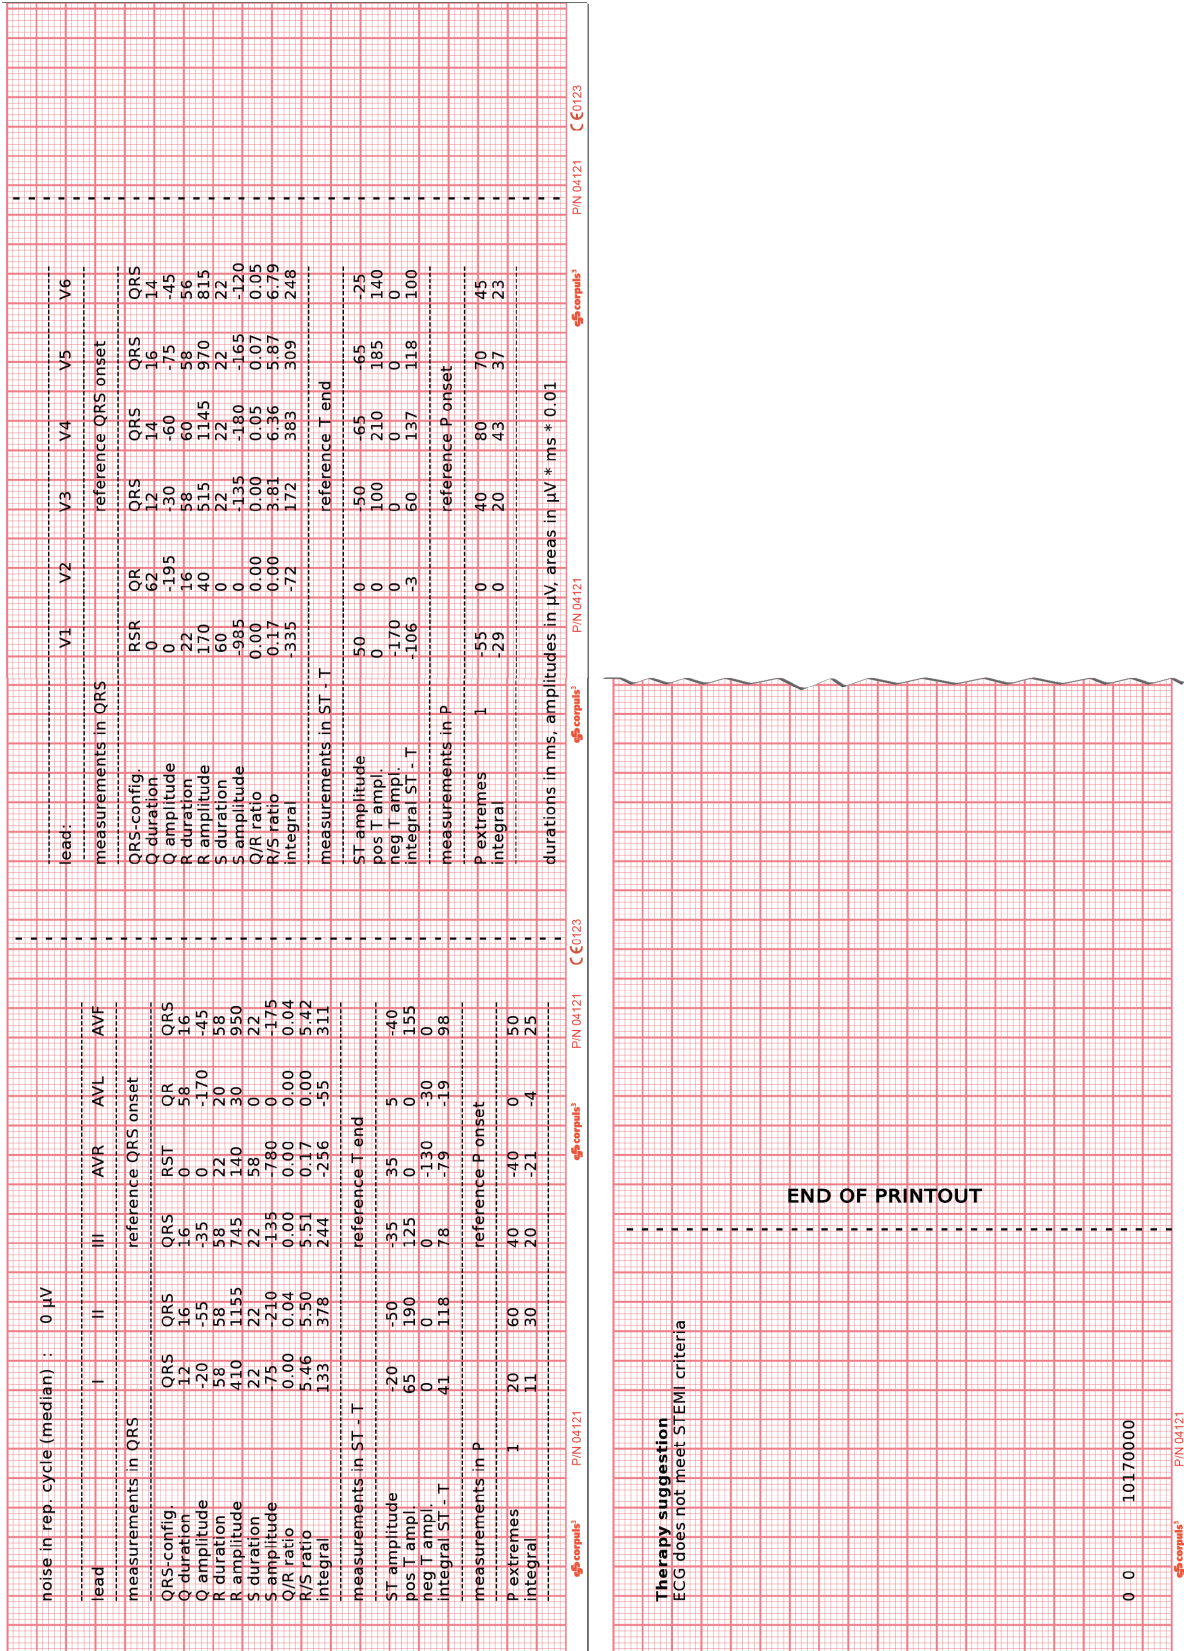 noise in rep. cycle (median) : 0 µV
lead I II III AVR AVL AVF
measurements in QRS reference QRS onset
QRS-config. QRS QRS QRS RST QR QRS
Q duration 12 16 16 0 58 16
Q amplitude -20 -55 -35 0 -170 -45
R duration 58 58 58 22 20 58
R amplitude 410 1155 745 140 30 950
S duration 22 22 22 58 0 22
S amplitude -75 -210 -135 -780 0 -175
Q/R ratio 0.00 0.04 0.00 0.00 0.00 0.04
R/S ratio 5.46 5.50 5.51 0.17 0.00 5.42
integral 133 378 244 -256 -55 311
measurements in ST - T reference T end
ST amplitude -20 -50 -35 35 5 -40
pos T ampl. 65 190 125 0 0 155
neg T ampl. 0 0 0 -130 -30 0
integral ST - T 41 118 78 -79 -19 98
measurements in P reference P onset
P extremes 1 20 60 40 -40 0 50
integral 11 30 20 -21 -4 25
corpuls³ P/N 04121 corpuls³ P/N 04121 C€0123
lead: V1 V2 V3 V4 V5 V6
measurements in QRS reference QRS onset
QRS-config. RSR QR QRS QRS QRS QRS
Q duration 0 62 12 14 16 14
Q amplitude 0 -195 -30 -60 -75 -45
R duration 22 16 58 60 58 56
R amplitude 170 40 515 1145 970 815
S duration 60 0 22 22 22 22
S amplitude -985 0 -135 -180 -165 -120
Q/R ratio 0.00 0.00 0.00 0.05 0.07 0.05
R/S ratio 0.17 0.00 3.81 6.36 5.87 6.79
integral -335 -72 172 383 309 248
measurements in ST - T reference T end
ST amplitude 50 0 -50 -65 -65 -25
pos T ampl. 0 0 100 210 185 140
neg T ampl. -170 0 0 0 0 0
integral ST - T -106 -3 60 137 118 100
measurements in P reference P onset
P extremes 1 -55 0 40 80 70 45
integral -29 0 20 43 37 23
durations in ms, amplitudes in µV, areas in µV * ms * 0.01
corpuls³ P/N 04121 corpuls³ P/N 04121 C€0123
Therapy suggestion
ECG does not meet STEMI criteria
0 0 10170000
END OF PRINTOUT
corpuls³ P/N 04121